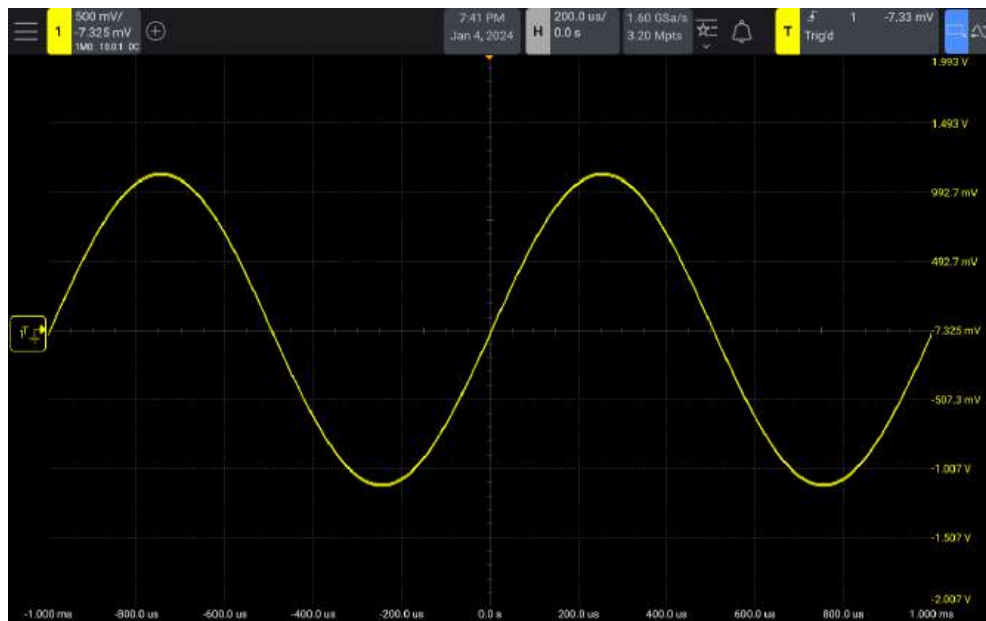 1
500 mV/
-7.325 mV
1MΩ 10.0:1 DC
7:41 PM
Jan 4, 2024
H
200.0 us/
0.0 s
1.60 GSa/s
3.20 Mpts
T
1
-7.33 mV
Trig'd
1.993 V
1.493 V
992.7 mV
492.7 mV
-7.325 mV
-507.3 mV
-1.007 V
-1.507 V
-2.007 V
-1.000 ms
-800.0 us
-600.0 us
-400.0 us
-200.0 us
0.0 s
200.0 us
400.0 us
600.0 us
800.0 us
1.000 ms